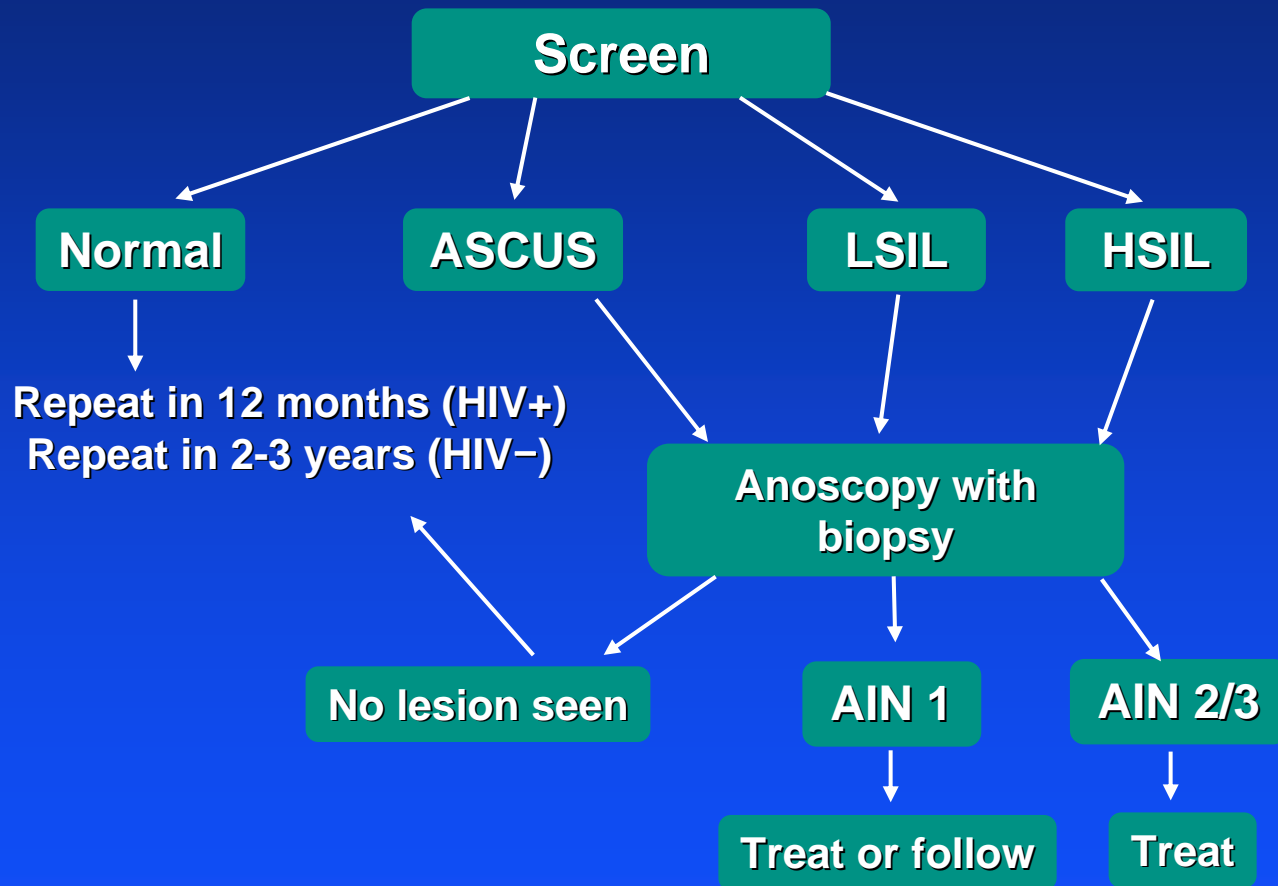 Screen
Normal
ASCUS
LSIL
HSIL
Repeat in 12 months (HIV+)
Repeat in 2-3 years (HIV−)
Anoscopy with
biopsy
No lesion seen
AIN 1
AIN 2/3
Treat or follow
Treat